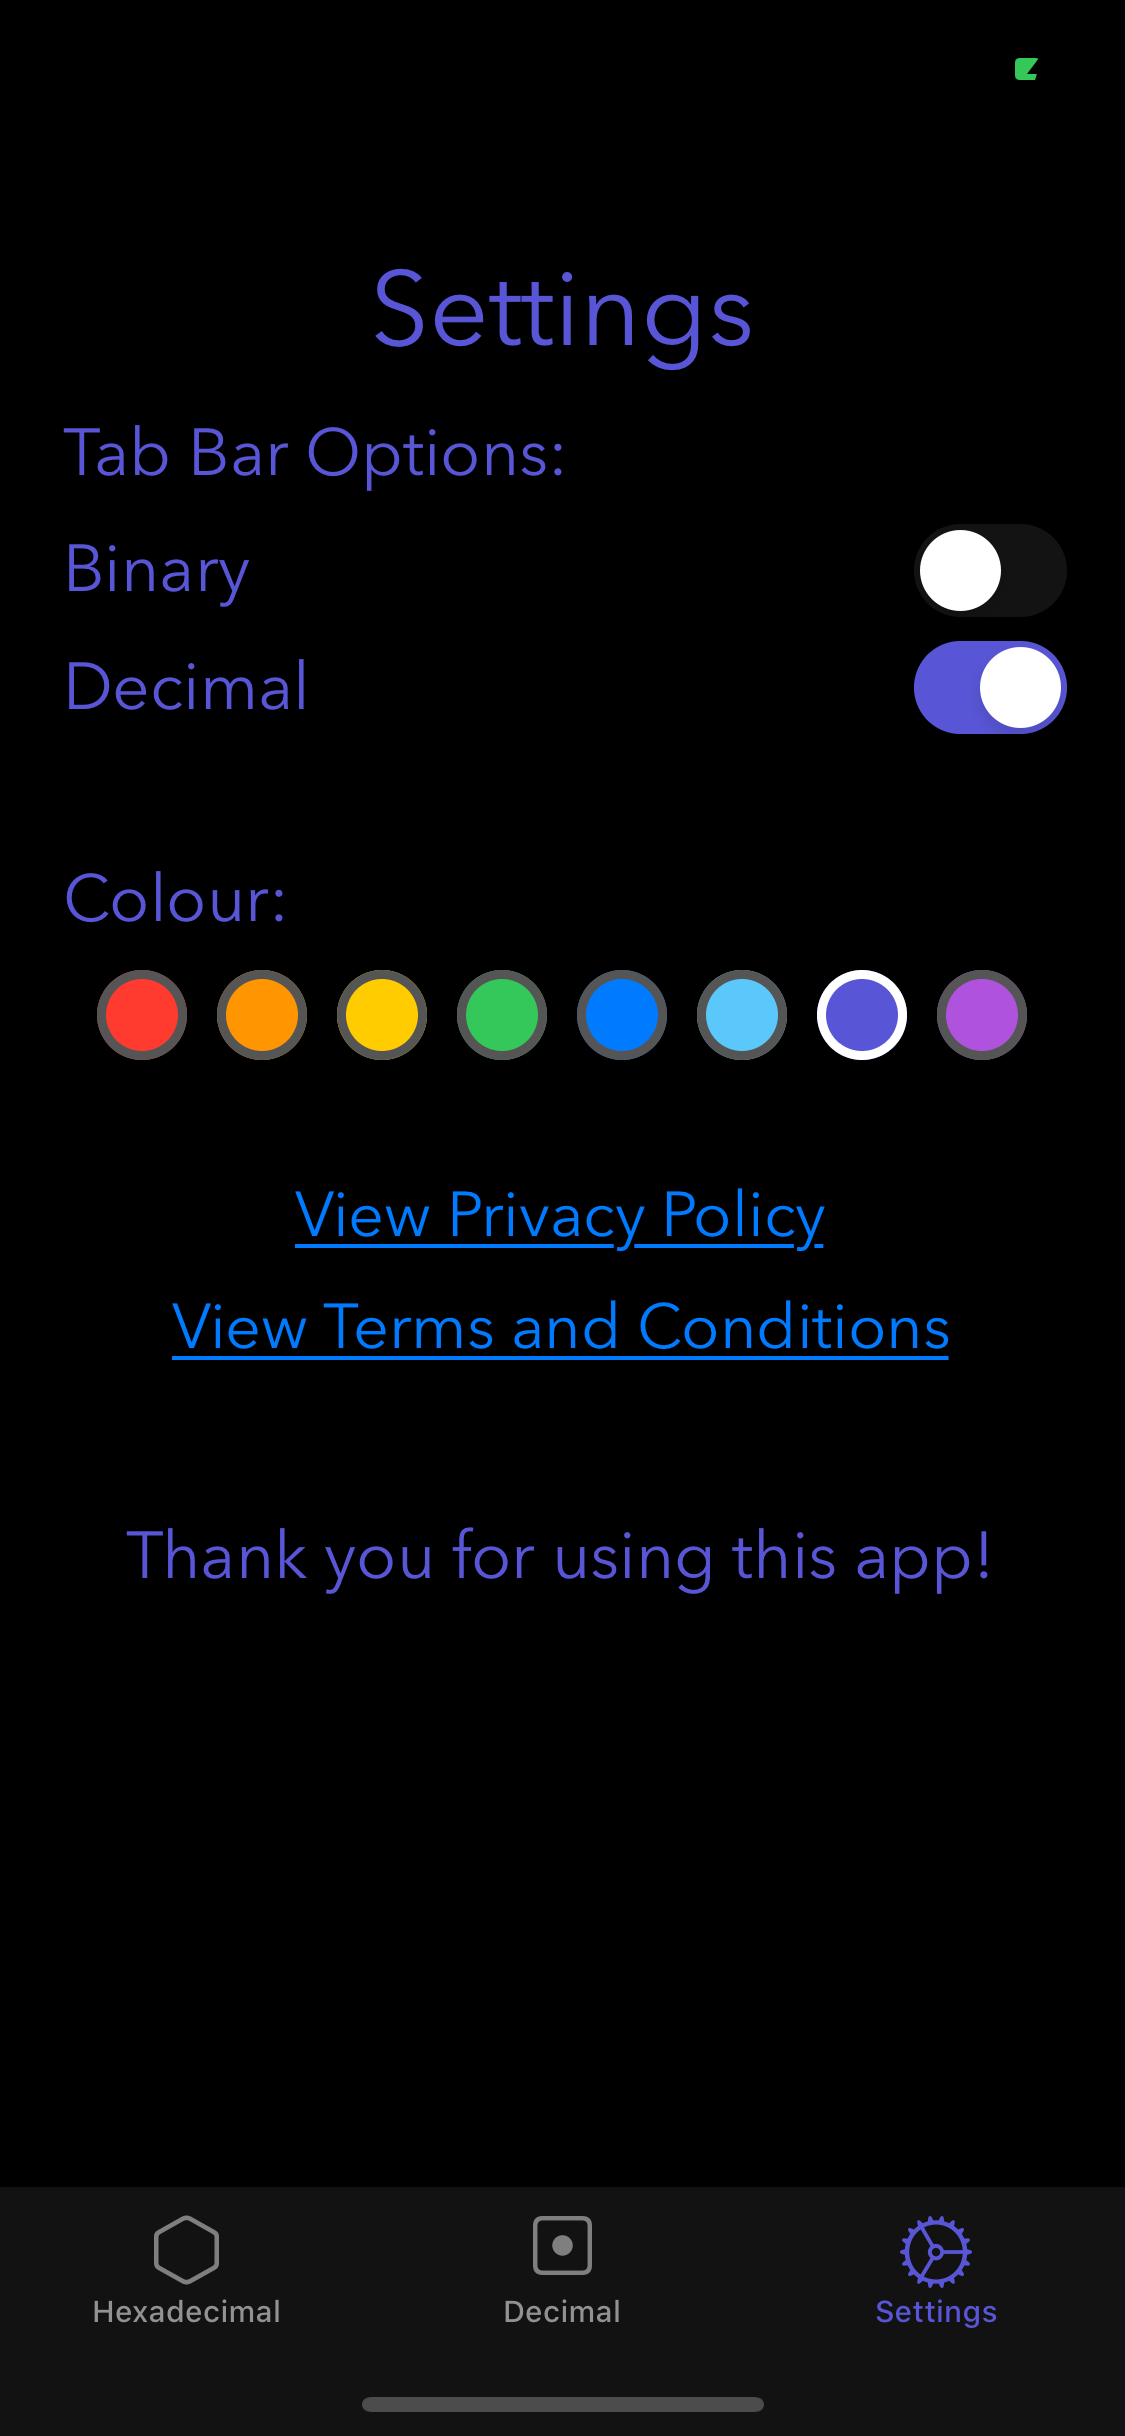 Settings
Tab Bar Options:
Binary
Decimal
Colour:
View Privacy Policy
View Terms and Conditions
Thank you for using this app!
Hexadecimal
Decimal
Settings